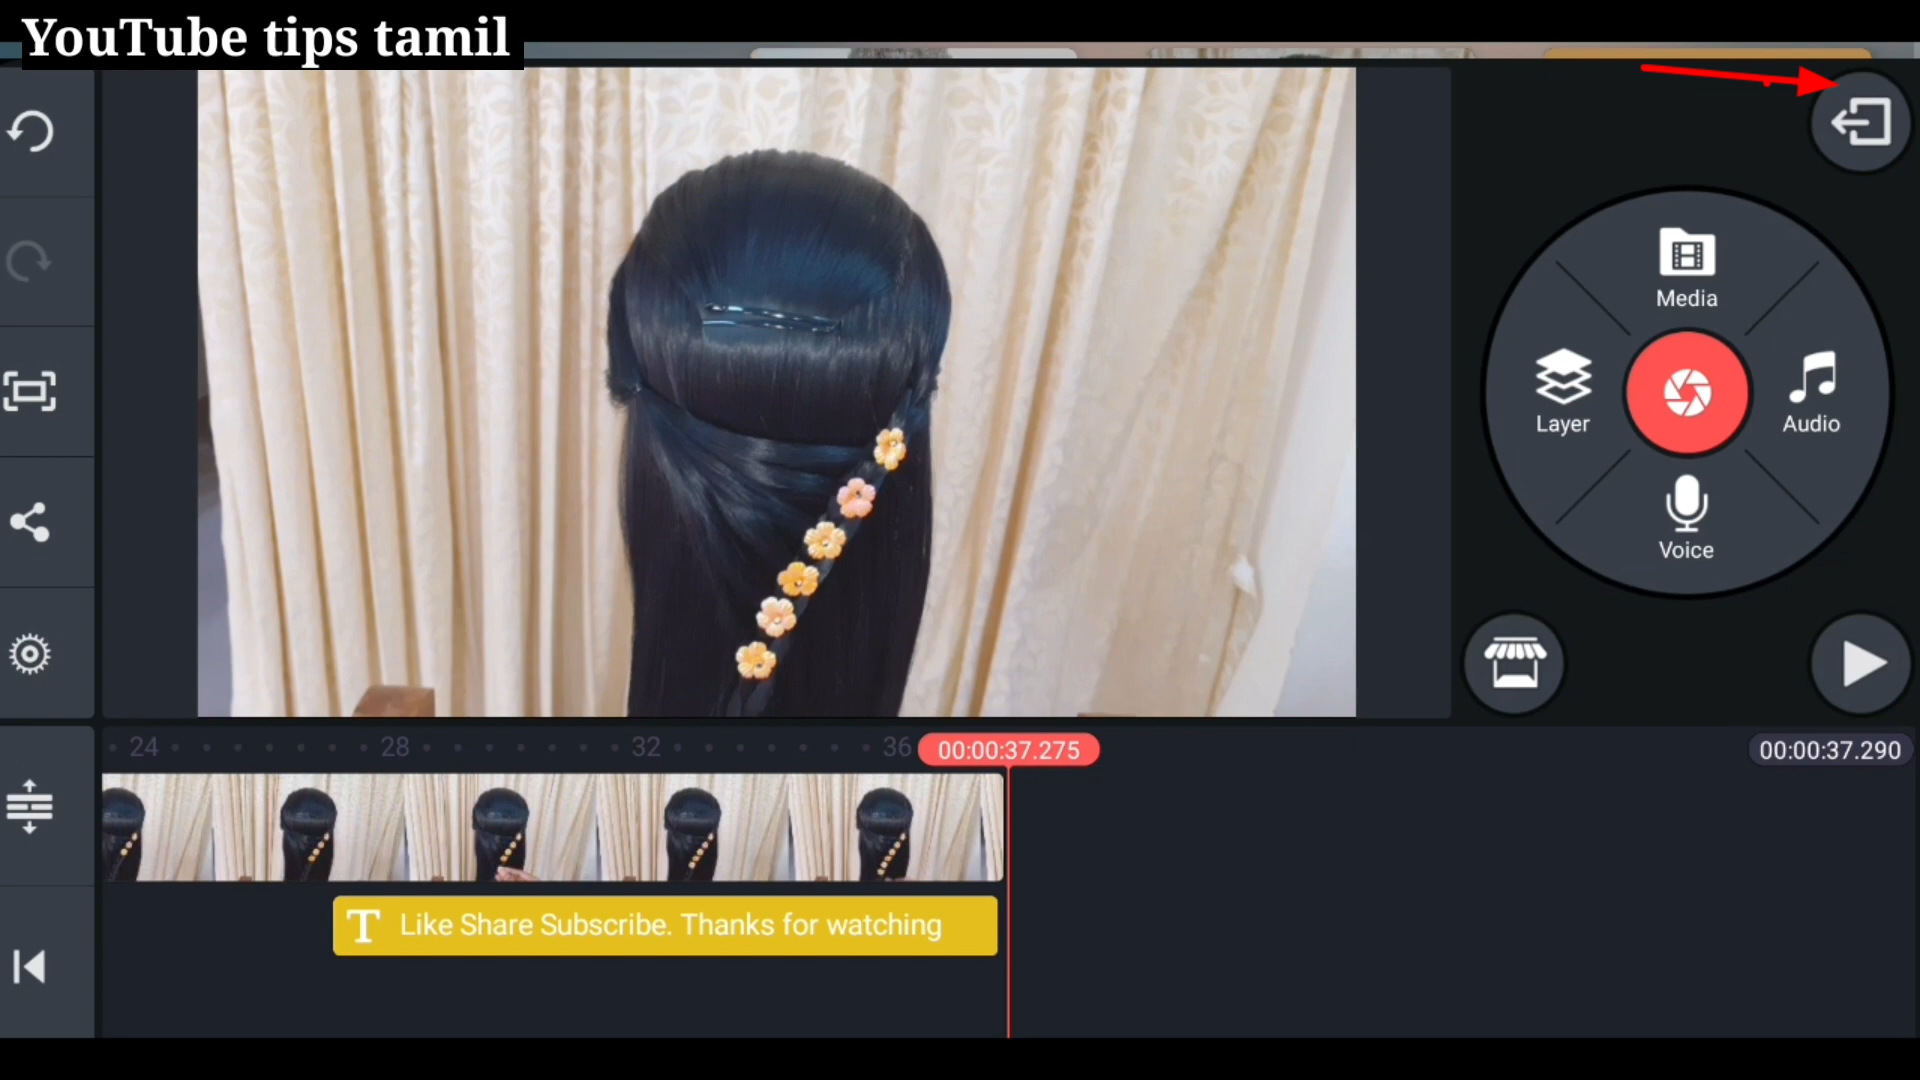 YouTube tips tamil
Media
Layer
Audio
Voice
24 28 32 36 00:00:37.275 00:00:37.290
T Like Share Subscribe. Thanks for watching